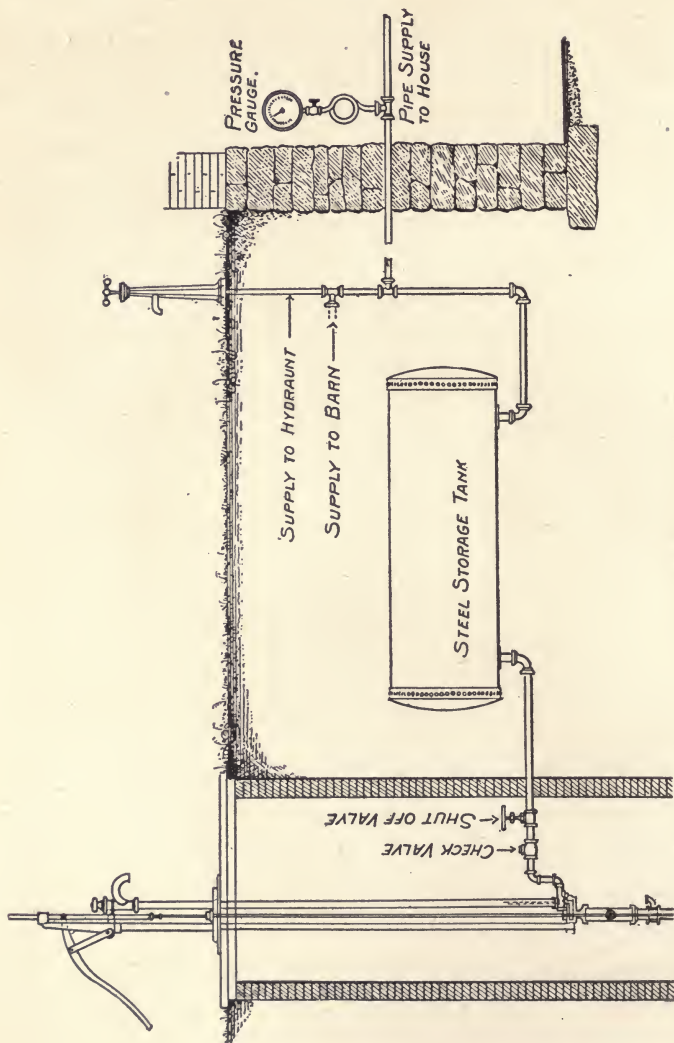 PRESSURE
GAUGE.
PIPE SUPPLY
TO HOUSE
SUPPLY TO HYDRAUNT
SUPPLY TO BARN
STEEL STORAGE TANK
SHUT OFF VALVE
CHECK VALVE